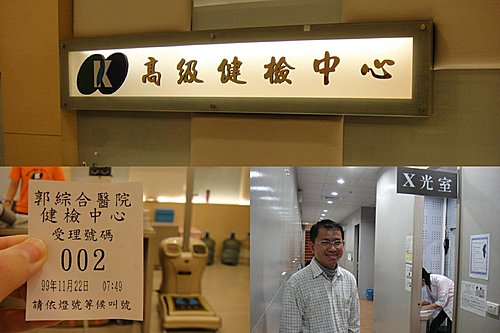 K 高級健檢中心
郭綜合醫院
健檢中心
受理號碼
002
99年11月22日 07:49
請依燈號等候叫號
X光室